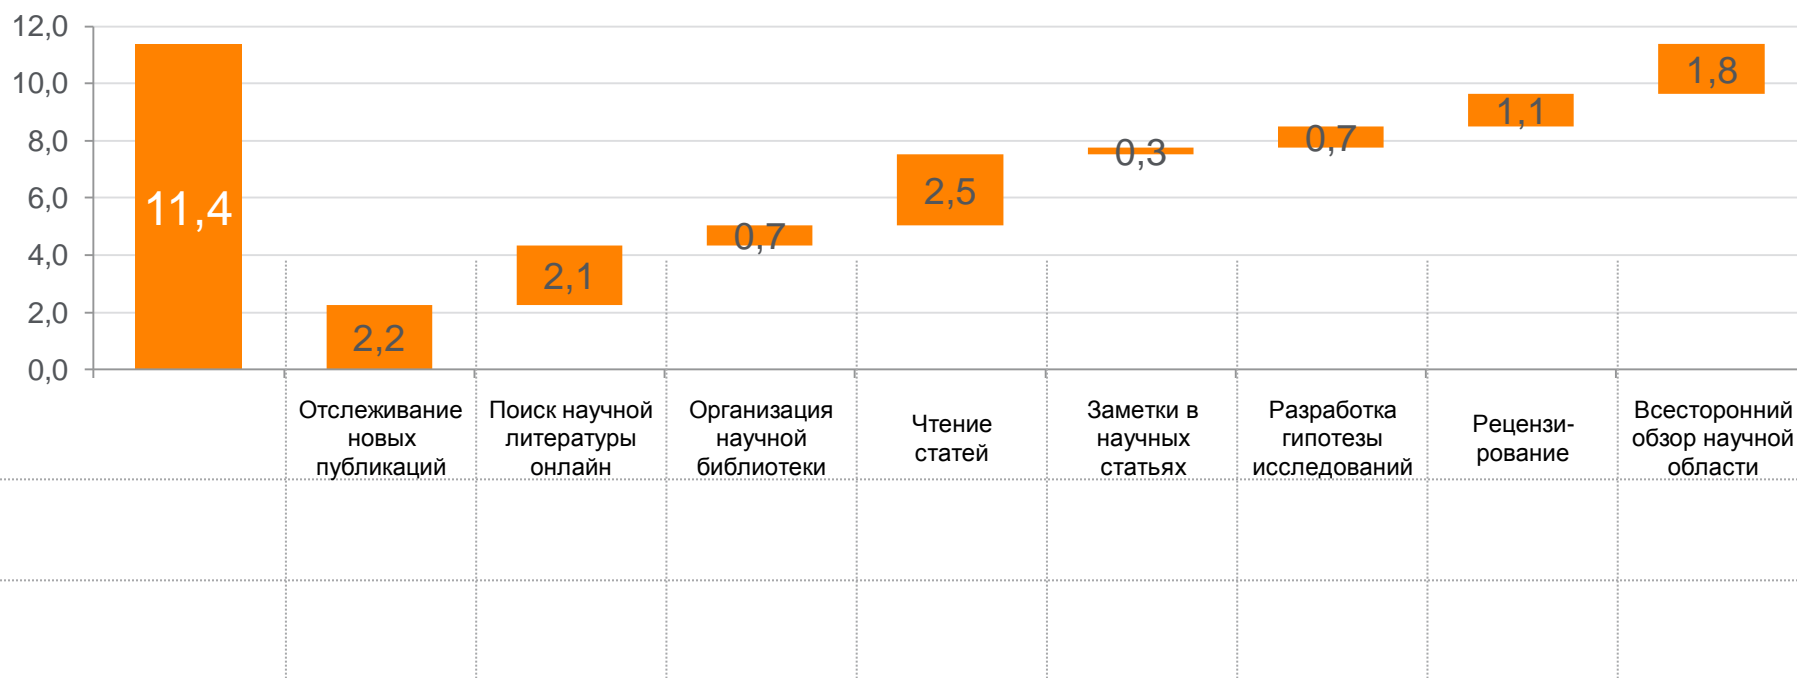 12,0
10,0
8,0
6,0
4,0
2,0
0,0
11,4
2,2
2,1
0,7
2,5
0,3
0,7
1,1
1,8
Отслеживание
новых
публикаций
Поиск научной
литературы
онлайн
Организация
научной
библиотеки
Чтение
статей
Заметки в
научных
статьях
Разработка
гипотезы
исследований
Рецензи-
рование
Всесторонний
обзор научной
области